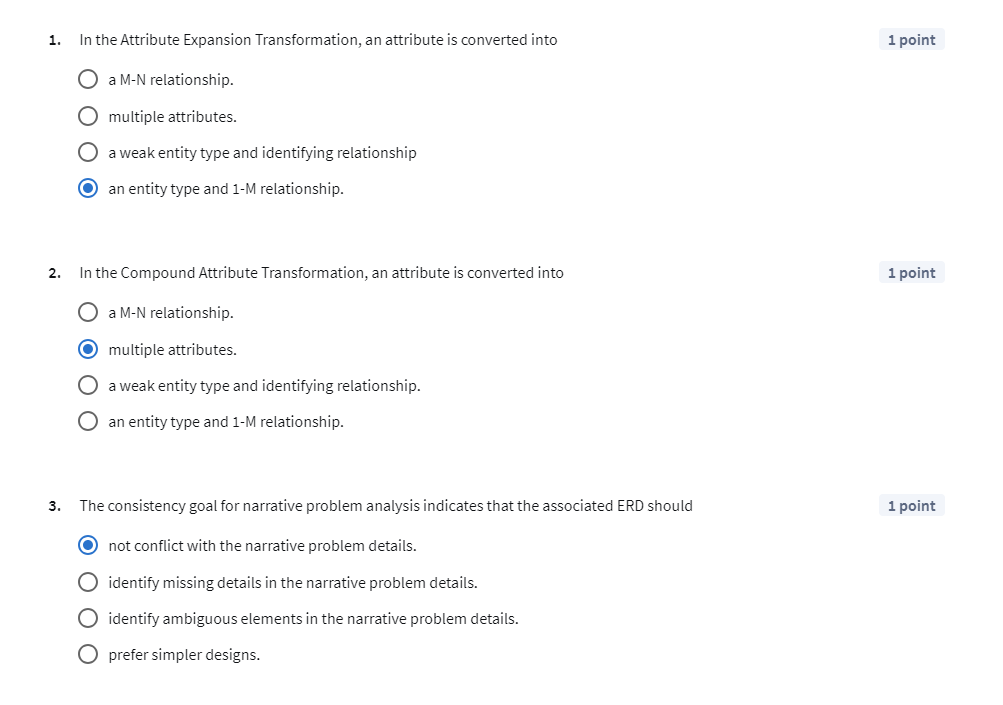 1. In the Attribute Expansion Transformation, an attribute is converted into 1 point
a M-N relationship.
multiple attributes.
a weak entity type and identifying relationship
an entity type and 1-M relationship.
2. In the Compound Attribute Transformation, an attribute is converted into 1 point
a M-N relationship.
multiple attributes.
a weak entity type and identifying relationship.
an entity type and 1-M relationship.
3. The consistency goal for narrative problem analysis indicates that the associated ERD should 1 point
not conflict with the narrative problem details.
identify missing details in the narrative problem details.
identify ambiguous elements in the narrative problem details.
prefer simpler designs.